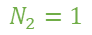 N₂ = 1